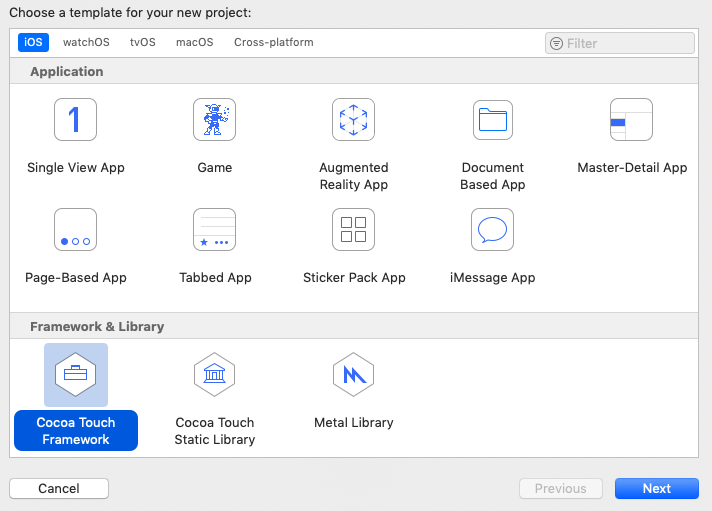 Choose a template for your new project:
iOS watchOS tvOS macOS Cross-platform Filter
Application
1
Single View App Game Augmented Reality App Document Based App Master-Detail App
Page-Based App Tabbed App Sticker Pack App iMessage App
Framework & Library
Cocoa Touch Framework Cocoa Touch Static Library Metal Library
Cancel Previous Next